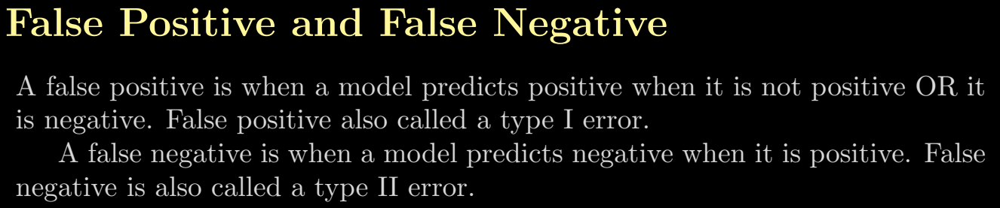 False Positive and False Negative
A false positive is when a model predicts positive when it is not positive OR it
is negative. False positive also called a type I error.
A false negative is when a model predicts negative when it is positive. False
negative is also called a type II error.